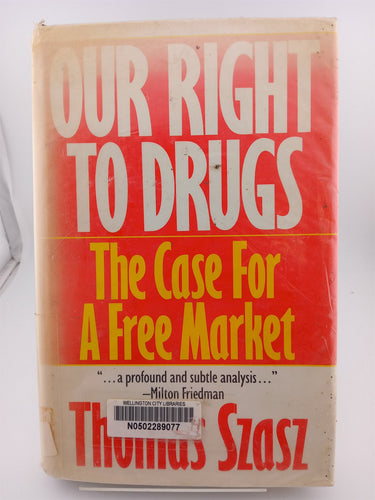 OUR RIGHT
TO DRUGS
The Case For
A Free Market
“...a profound and subtle analysis...”
—Milton Friedman
WELLINGTON CITY LIBRARIES
N0502289077
Thomas Szasz